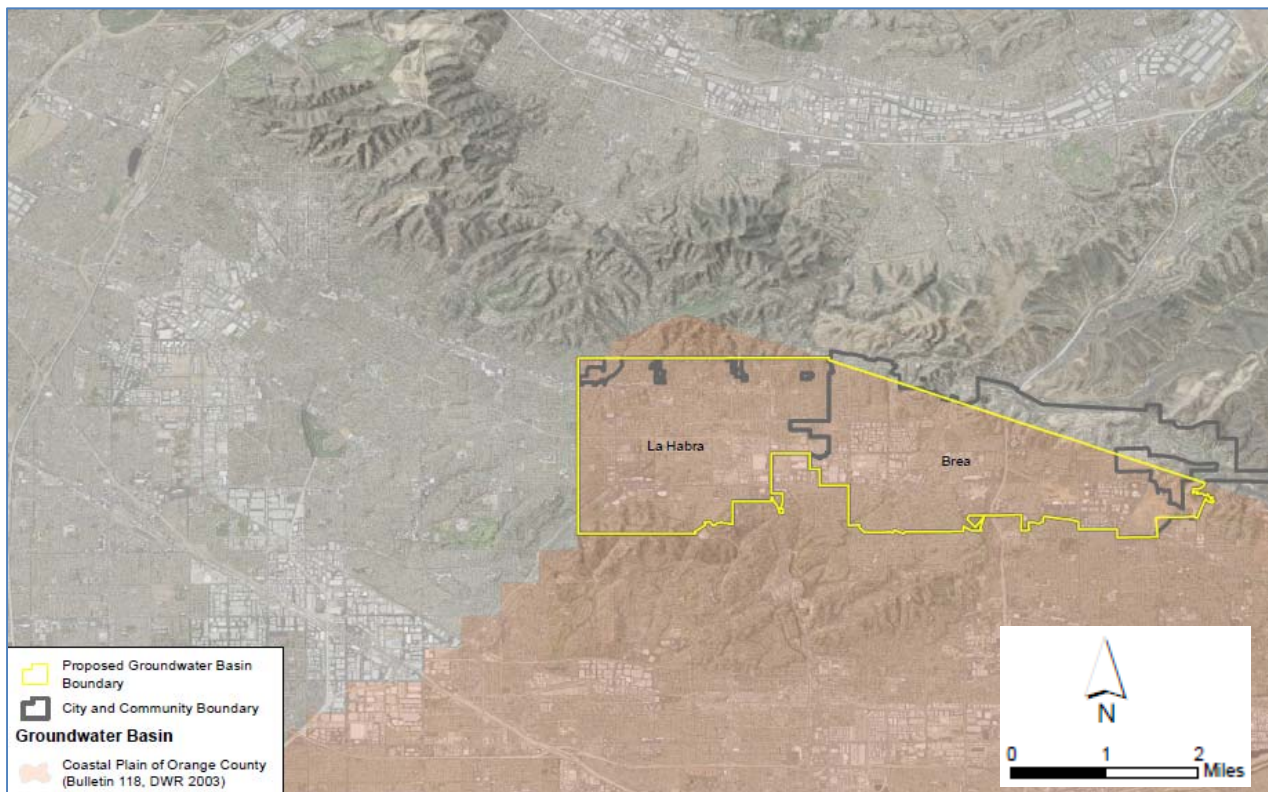 La Habra
Brea
Proposed Groundwater Basin
Boundary
City and Community Boundary
Groundwater Basin
Coastal Plain of Orange County
(Bulletin 118, DWR 2003)
N
0 1 2
Miles